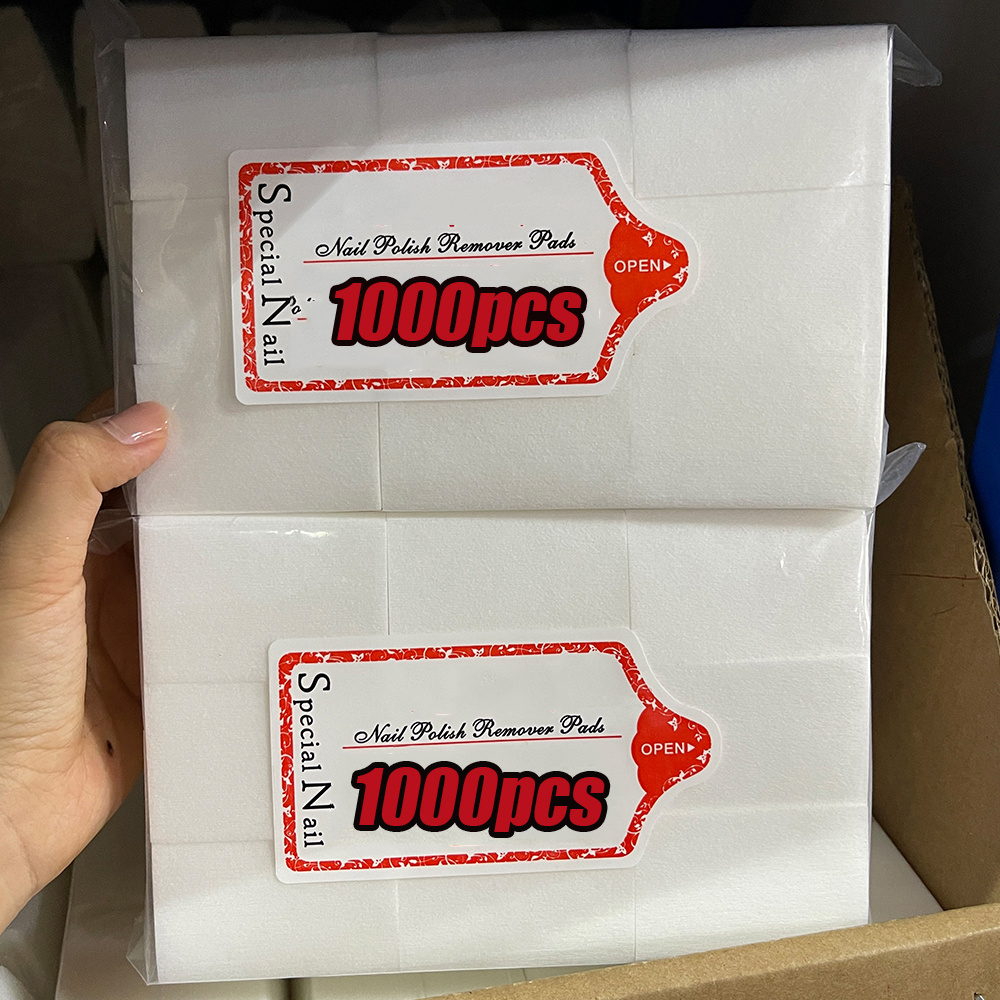 Special Nail
Nail Polish Remover Pads
1000pcs
OPEN
Special Nail
Nail Polish Remover Pads
1000pcs
OPEN